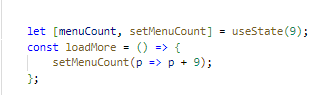 let [menuCount, setMenuCount] = useState(9);
const loadMore = () => {
    setMenuCount(p => p + 9);
};